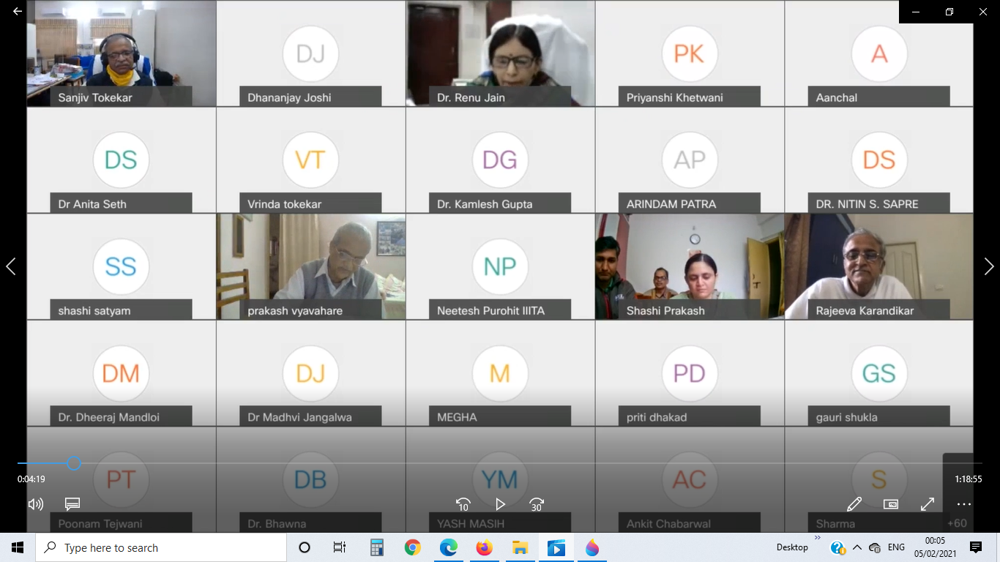 DJ
PK
A
Sanjiv Tokekar
Dhananjay Joshi
Dr. Renu Jain
Priyanshi Khetwani
Aanchal
DS
VT
DG
AP
DS
Dr Anita Seth
Vrinda tokekar
Dr. Kamlesh Gupta
ARINDAM PATRA
DR. NITIN S. SAPRE
SS
NP
shashi satyam
prakash vyavahare
Neetesh Purohit IIITA
Shashi Prakash
Rajeeva Karandikar
DM
DJ
M
PD
GS
Dr. Dheeraj Mandloi
Dr Madhvi Jangalwa
MEGHA
priti dhakad
gauri shukla
PT
DB
YM
AC
S
0:04:19
1:18:55
10
30
Poonam Tejwani
Dr. Bhawna
YASH MASIH
Ankit Chabarwal
Sharma
+60
Type here to search
Desktop
ENG
00:05
05/02/2021